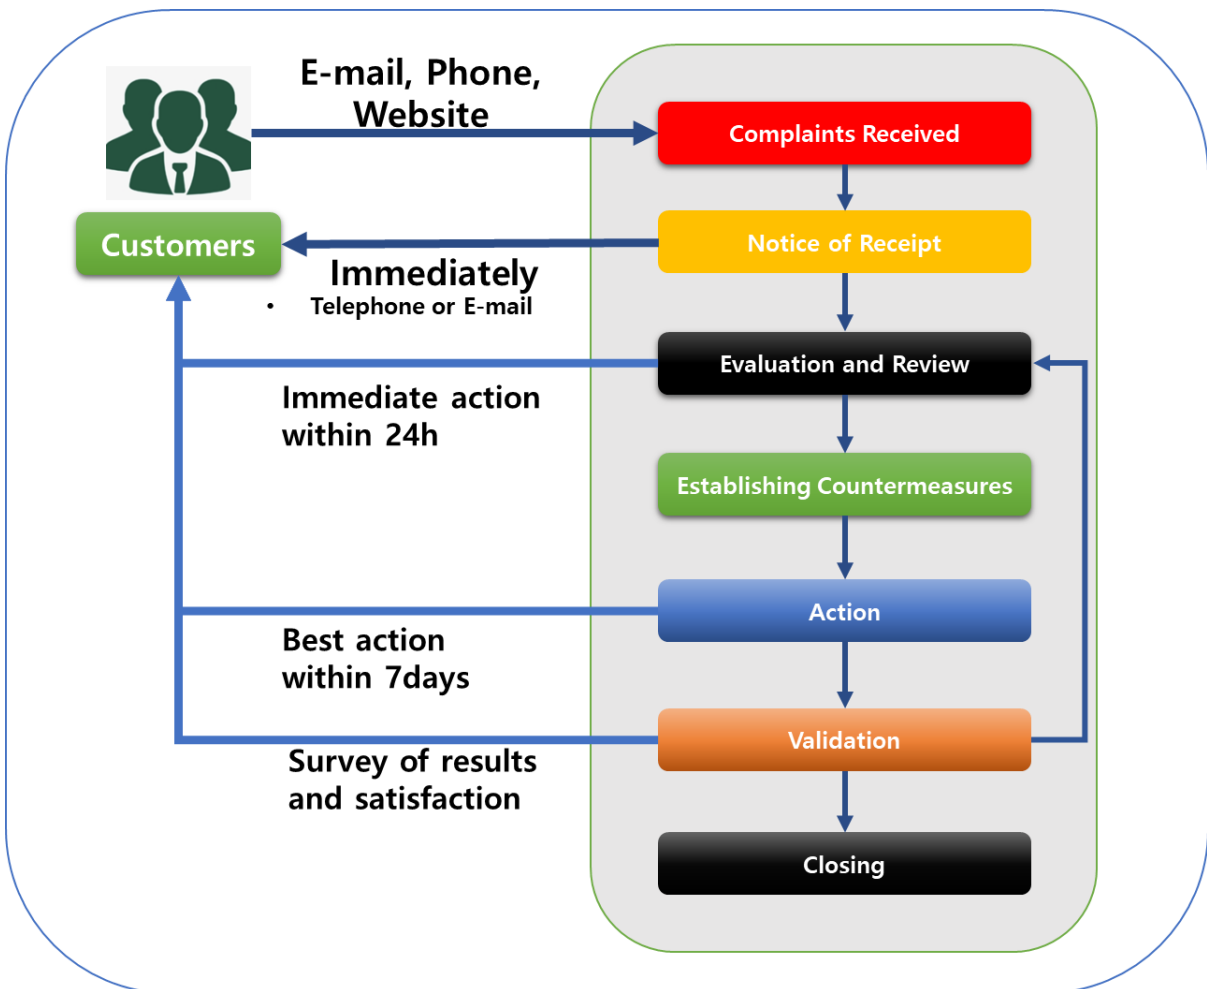 E-mail, Phone,
Website
Complaints Received
Customers
Notice of Receipt
Immediately
• Telephone or E-mail
Evaluation and Review
Immediate action
within 24h
Establishing Countermeasures
Action
Best action
within 7days
Validation
Survey of results
and satisfaction
Closing